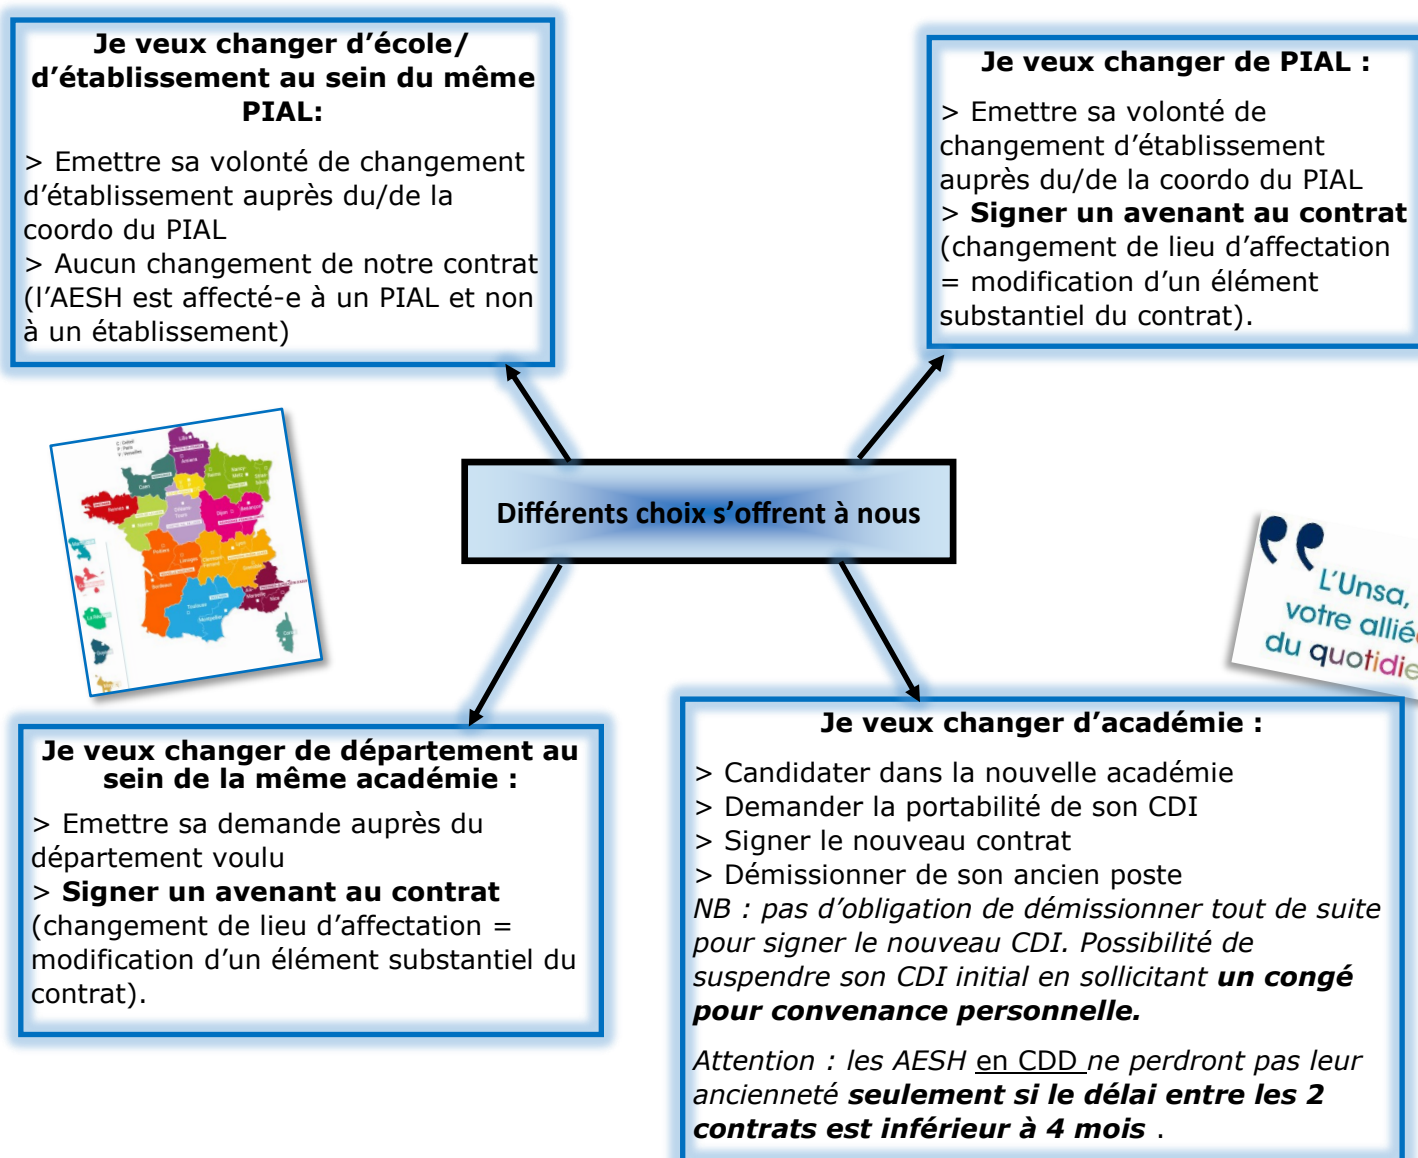 Je veux changer d’école/
d’établissement au sein du même
PIAL:
> Emettre sa volonté de changement
d’établissement auprès du/de la
coordo du PIAL
> Aucun changement de notre contrat
(l’AESH est affecté-e à un PIAL et non
à un établissement)
Je veux changer de PIAL :
> Emettre sa volonté de
changement d’établissement
auprès du/de la coordo du PIAL
> Signer un avenant au contrat
(changement de lieu d’affectation
= modification d’un élément
substantiel du contrat).
Différents choix s’offrent à nous
L’Unsa,
votre allié
du quotidie
Je veux changer de département au
sein de la même académie :
> Emettre sa demande auprès du
département voulu
> Signer un avenant au contrat
(changement de lieu d’affectation =
modification d’un élément substantiel du
contrat).
Je veux changer d’académie :
> Candidater dans la nouvelle académie
> Demander la portabilité de son CDI
> Signer le nouveau contrat
> Démissionner de son ancien poste
NB : pas d’obligation de démissionner tout de suite
pour signer le nouveau CDI. Possibilité de
suspendre son CDI initial en sollicitant un congé
pour convenance personnelle.
Attention : les AESH en CDD ne perdront pas leur
ancienneté seulement si le délai entre les 2
contrats est inférieur à 4 mois .